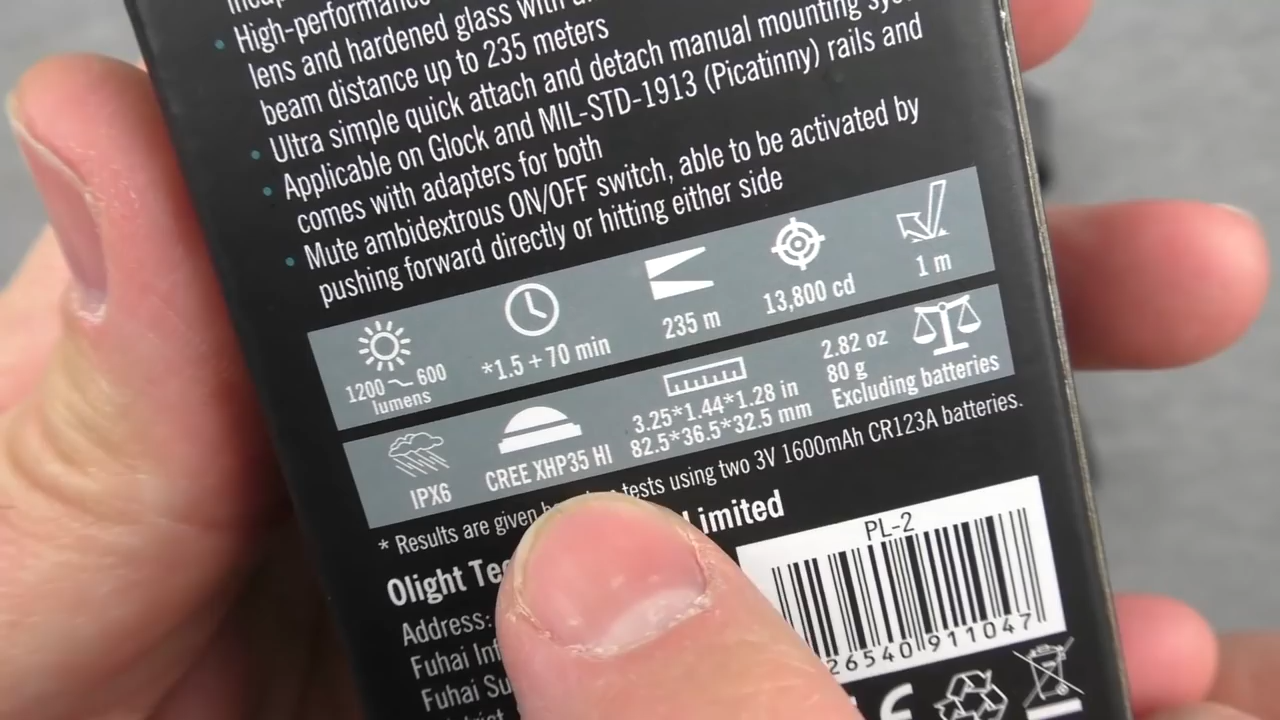 High-performance
lens and hardened glass with
beam distance up to 235 meters
Ultra simple quick attach and detach manual mounting
Applicable on Glock and MIL-STD-1913 (Picatinny) rails and
comes with adapters for both
Mute ambidextrous ON/OFF switch, able to be activated by
pushing forward directly or hitting either side
1200 ~ 600
lumens
*1.5 + 70 min
235 m
13,800 cd
1 m
IPX6
CREE XHP35 HI
3.25*1.44*1.28 in
82.5*36.5*32.5 mm
2.82 oz
80 g
Excluding batteries
* Results are given tests using two 3V 1600mAh CR123A batteries.
Olight Limited
Address:
Fuhai
Fuhai
PL-2
26540 911047